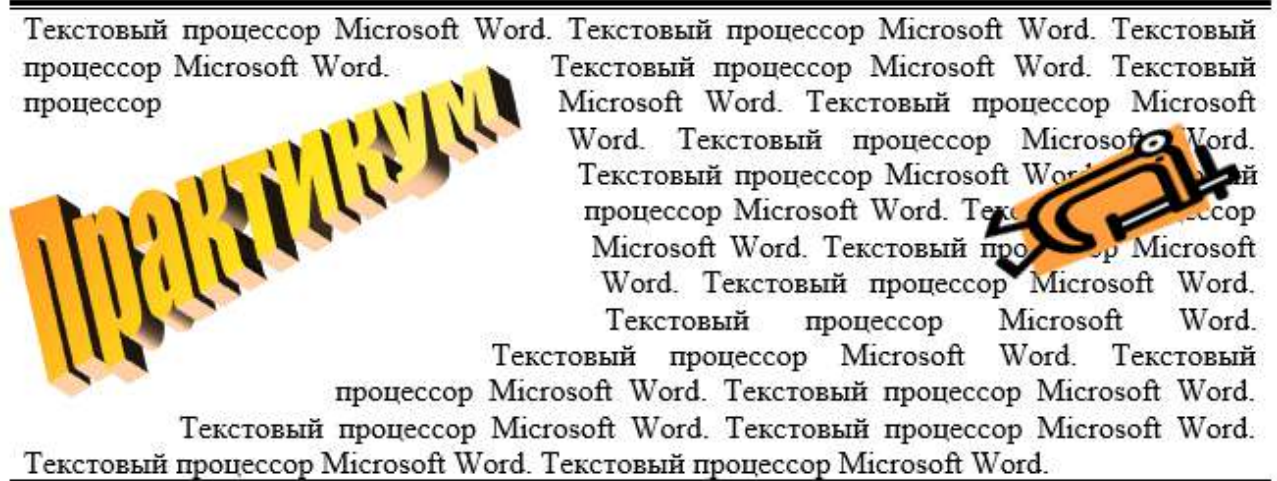 Текстовый процессор Microsoft Word. Текстовый процессор Microsoft Word. Текстовый
процессор Microsoft Word. Текстовый процессор Microsoft Word. Текстовый
процессор Microsoft Word. Текстовый процессор Microsoft
Практикум
Word. Текстовый процессор Microsoft Word.
Текстовый процессор Microsoft
процессор Microsoft Word.
Microsoft Word. Текстовый Microsoft
Word. Текстовый процессор Microsoft Word.
Текстовый процессор Microsoft Word.
Текстовый процессор Microsoft Word. Текстовый
процессор Microsoft Word. Текстовый процессор Microsoft Word.
Текстовый процессор Microsoft Word. Текстовый процессор Microsoft Word.
Текстовый процессор Microsoft Word. Текстовый процессор Microsoft Word.